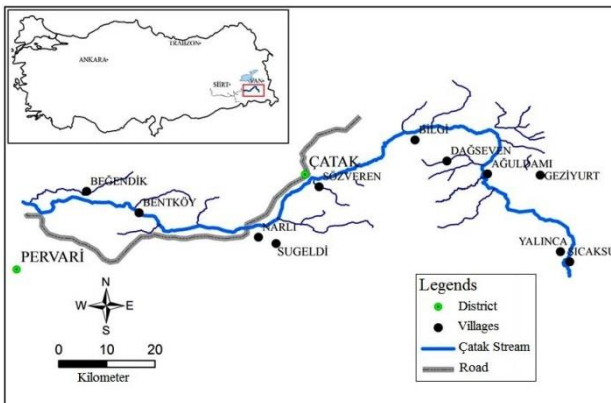 TRABZON
ANKARA
SİİRT
VAN
BİLGİ
DAĞSEVEN
ÇATAK
AĞULDAMI
GEZİYURT
SÖZVEREN
BEĞENDİK
BENTKÖY
NARLI
SUGELDİ
YALINCA
SICAKSU
PERVARİ
N
W E
S
0 10 20
Kilometer
Legends
District
Villages
Çatak Stream
Road